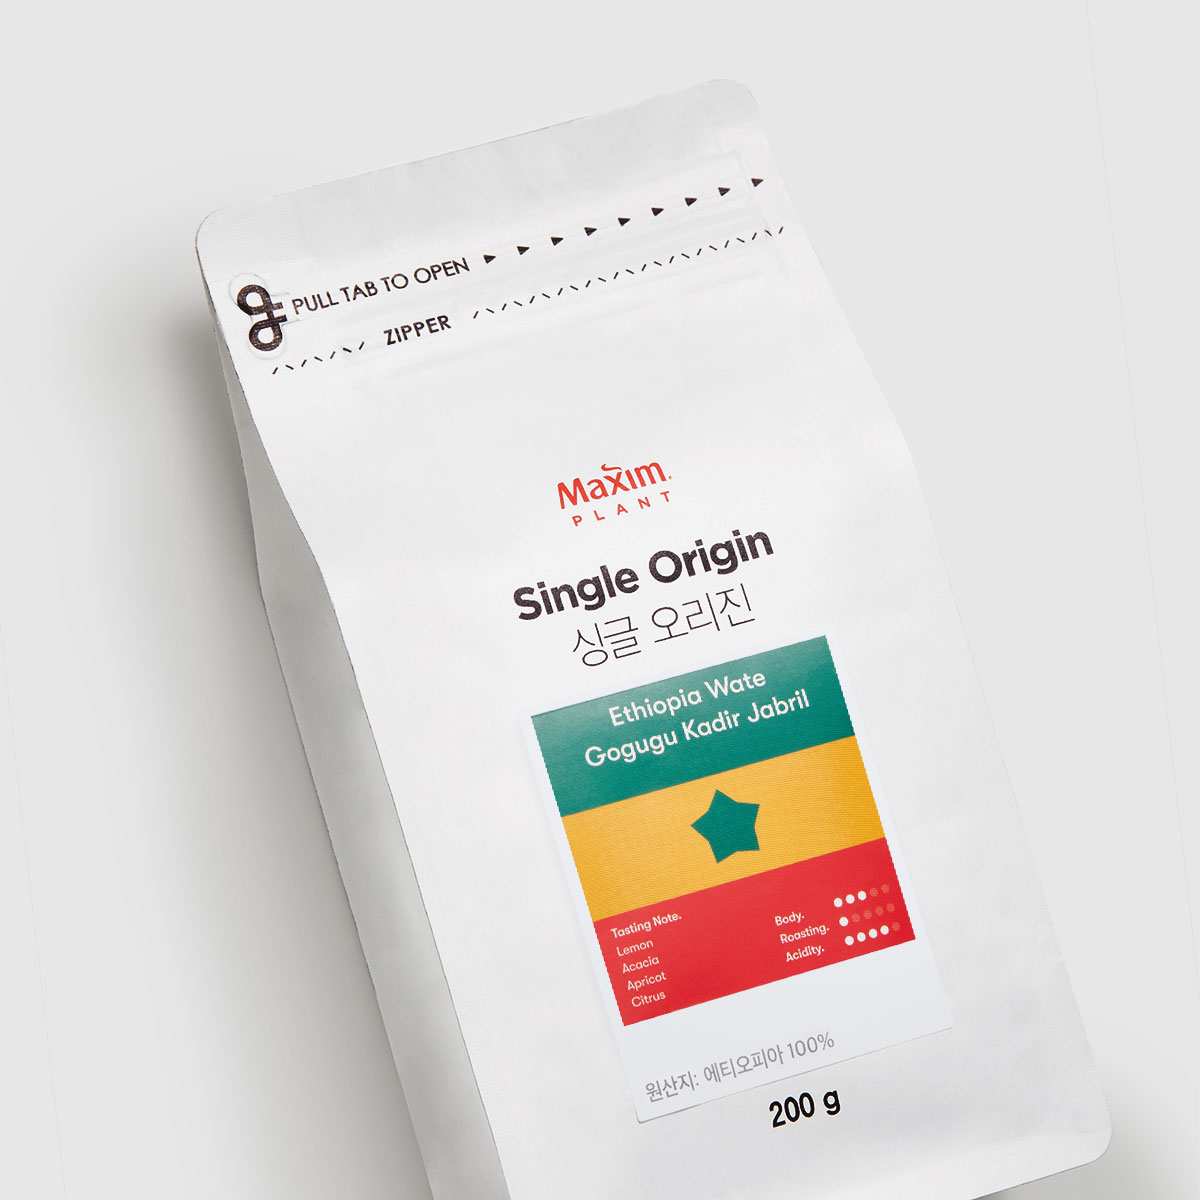 PULL TAB TO OPEN
ZIPPER
Maxim
PLANT
Single Origin
싱글 오리진
Ethiopia Wate
Gogugu Kadir Jabril
Tasting Note.
Lemon
Acacia
Apricot
Citrus
Body.
Roasting.
Acidity.
원산지: 에티오피아 100%
200 g